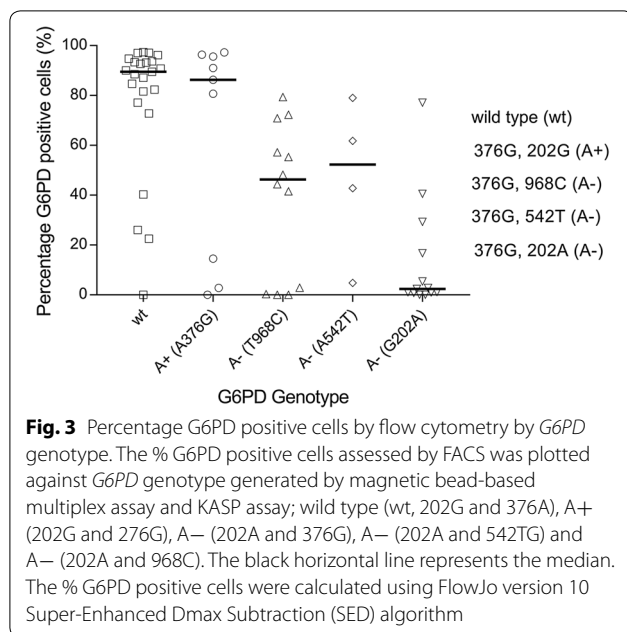 100
80
60
40
20
0
Percentage G6PD positive cells (%)
wt
A+ (A376G)
A- (T968C)
A- (A542T)
A- (G202A)
G6PD Genotype
wild type (wt)
376G, 202G (A+)
376G, 968C (A-)
376G, 542T (A-)
376G, 202A (A-)
Fig. 3 Percentage G6PD positive cells by flow cytometry by G6PD
genotype. The % G6PD positive cells assessed by FACS was plotted
against G6PD genotype generated by magnetic bead-based
multiplex assay and KASP assay; wild type (wt, 202G and 376A), A+
(202G and 276G), A− (202A and 376G), A− (202A and 542TG) and
A− (202A and 968C). The black horizontal line represents the median.
The % G6PD positive cells were calculated using FlowJo version 10
Super-Enhanced Dmax Subtraction (SED) algorithm